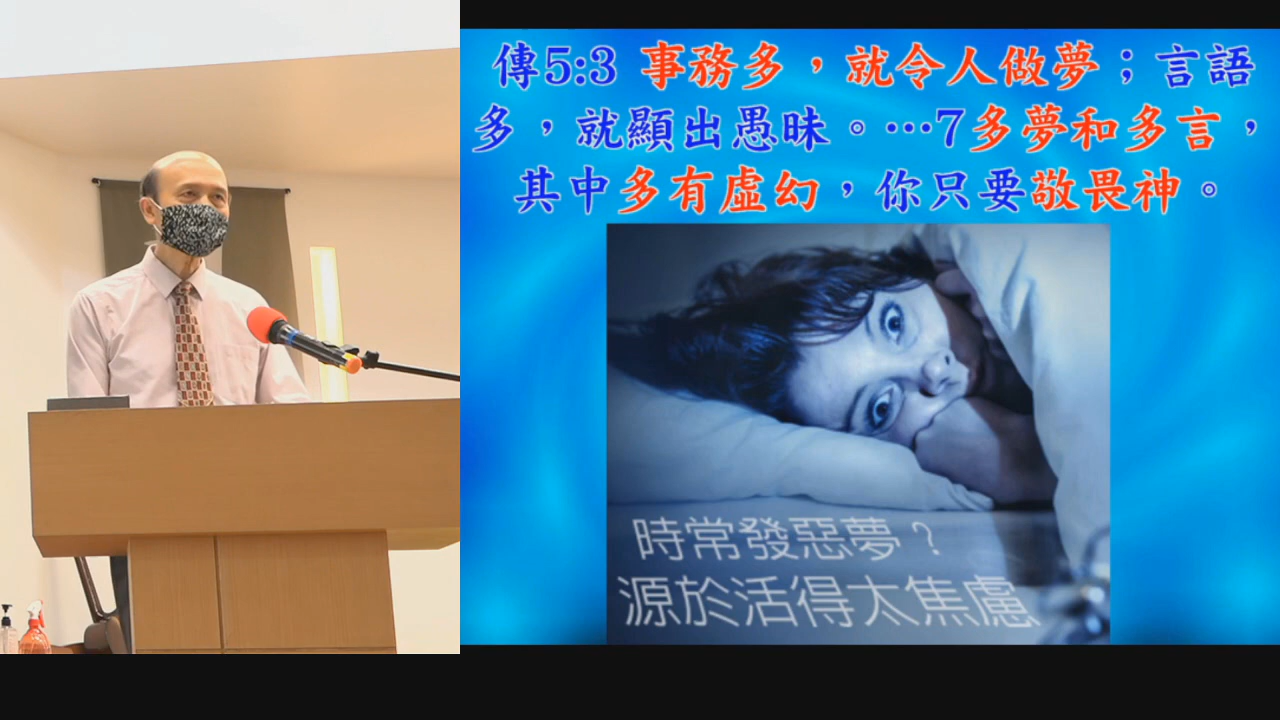 傳5:3 事務多，就令人做夢；言語
多，就顯出愚昧。…7多夢和多言，
其中多有虛幻，你只要敬畏神。
時常發惡夢？
源於活得太焦慮